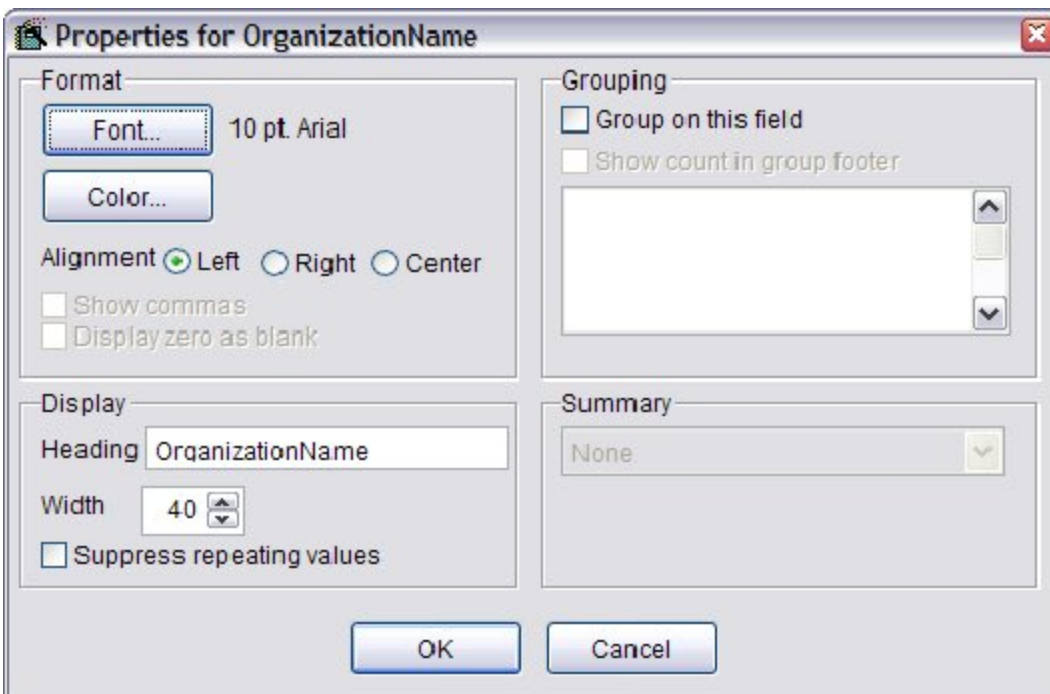 Properties for OrganizationName
Format
Font... 10 pt. Arial
Color...
Alignment Left Right Center
Show commas
Display zero as blank
Grouping
Group on this field
Show count in group footer
Display
Heading OrganizationName
Width 40
Suppress repeating values
Summary
None
OK Cancel